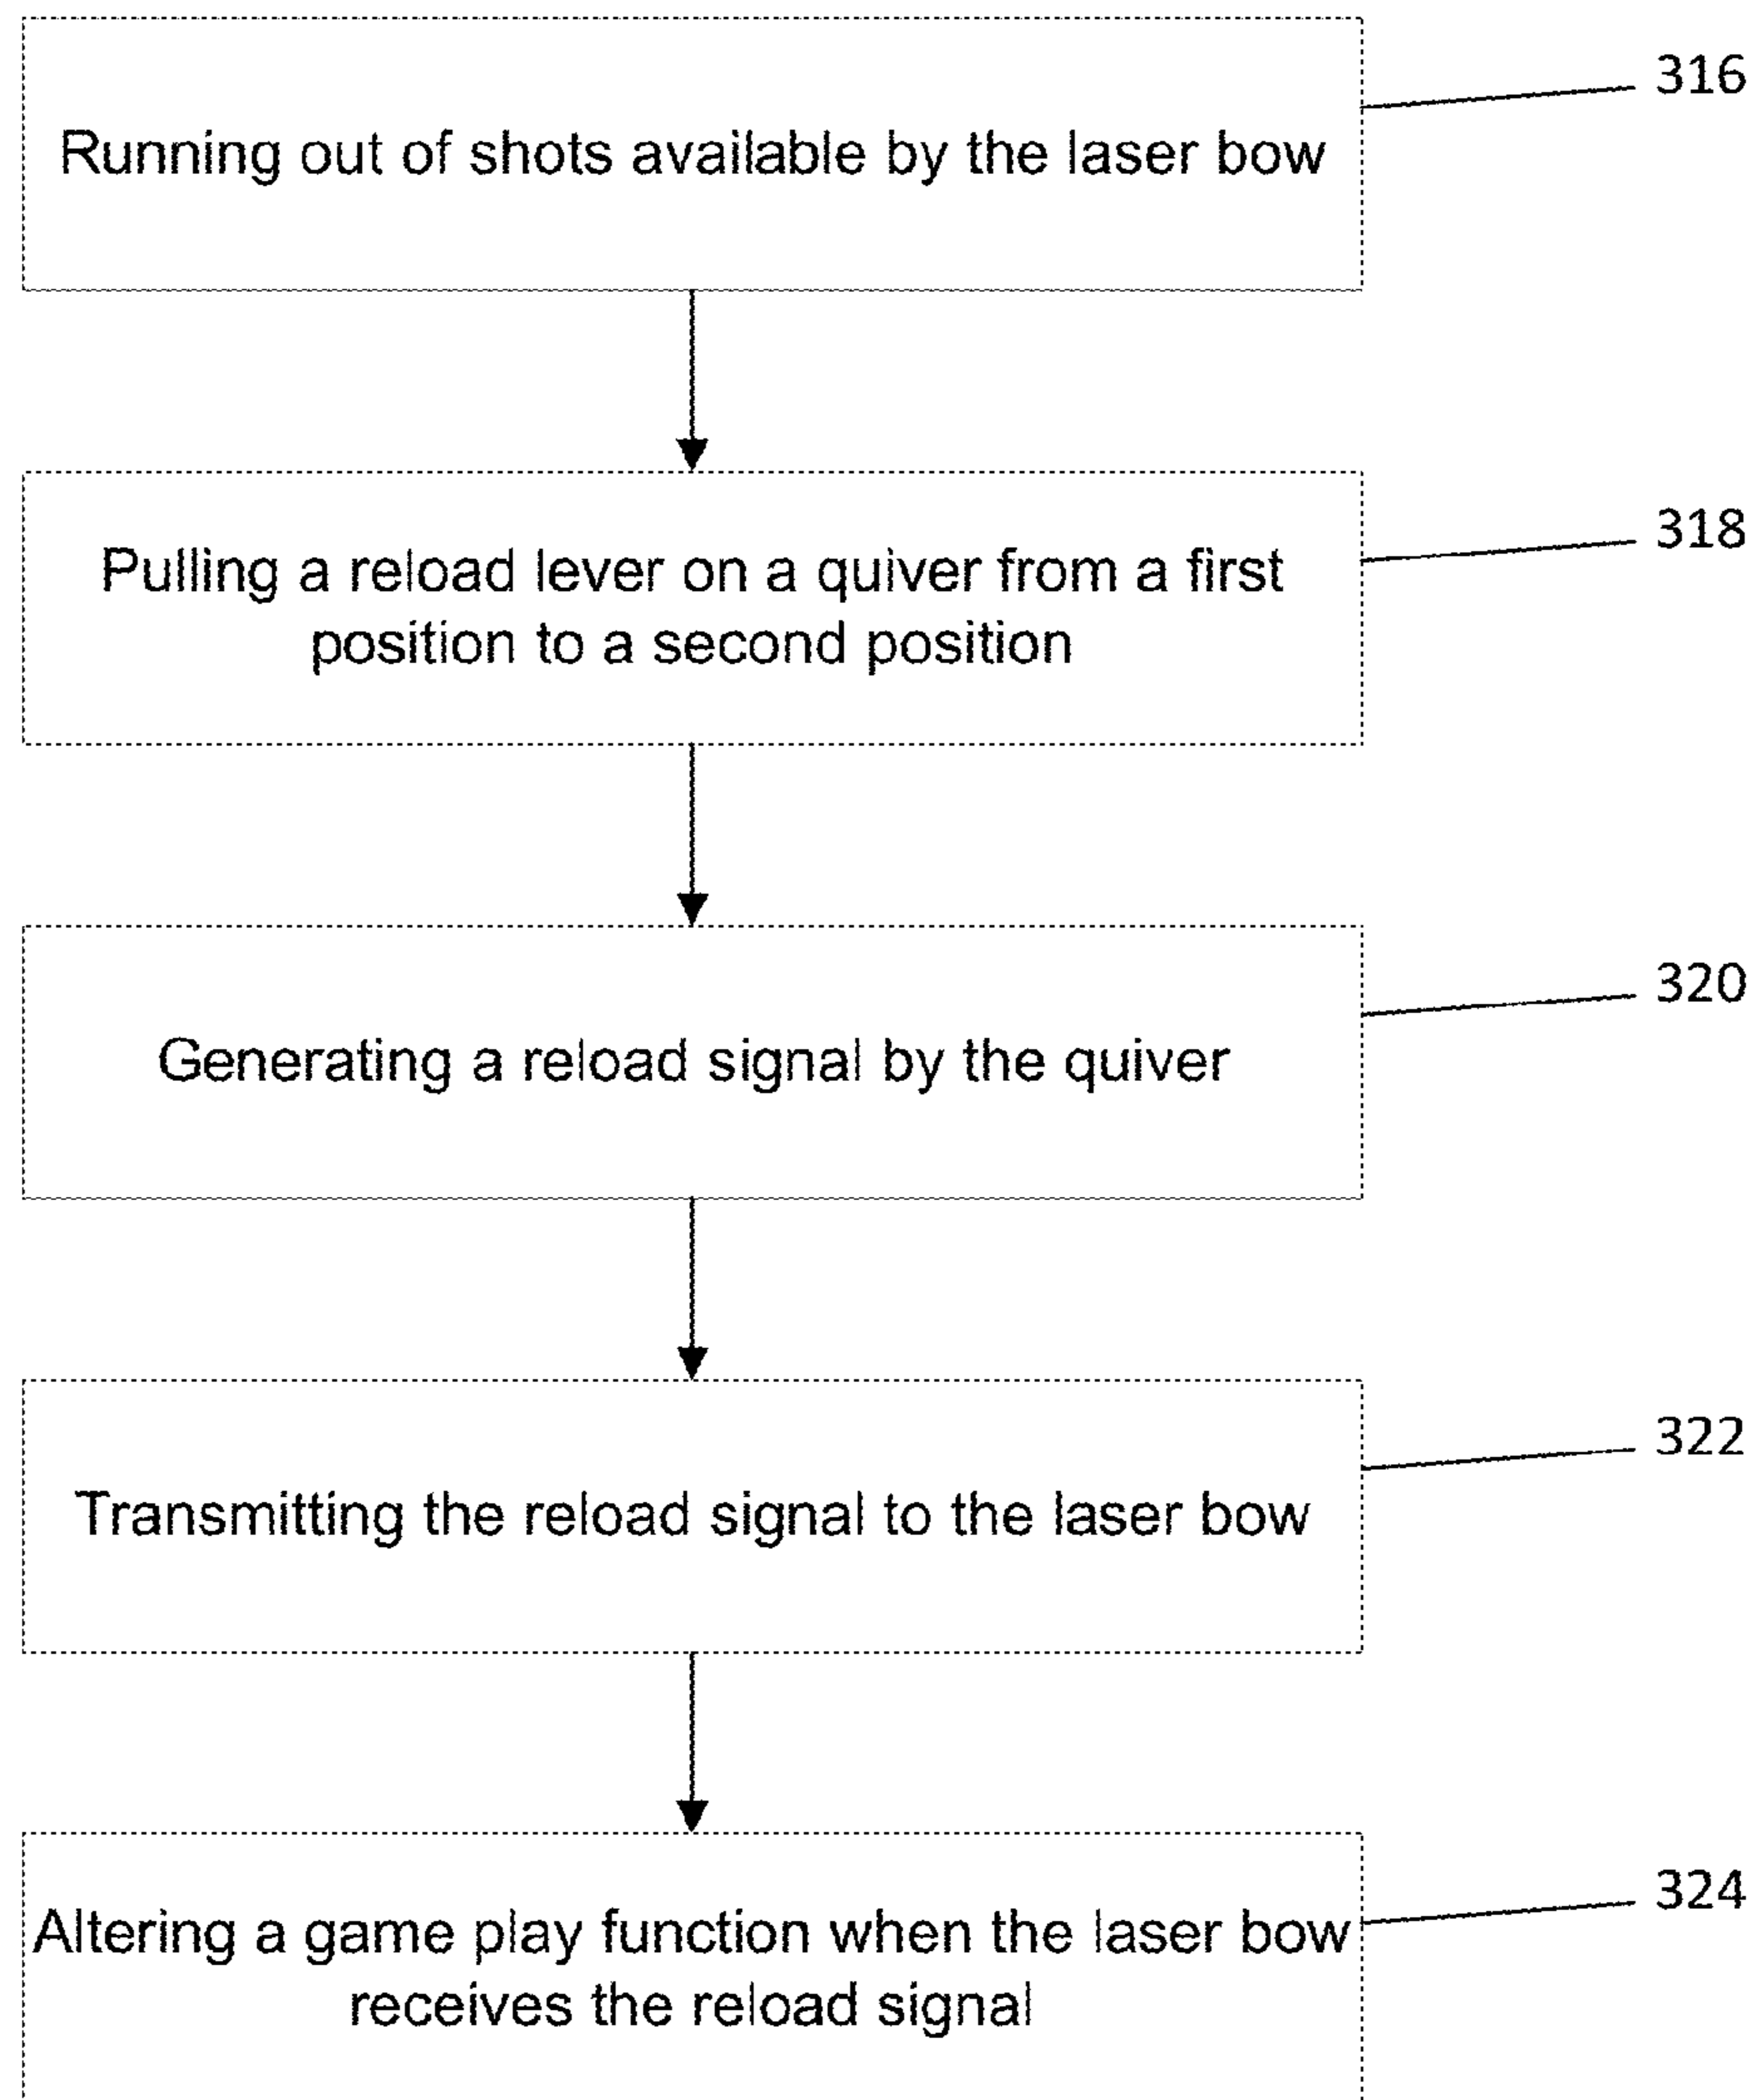 316
Running out of shots available by the laser bow
318
Pulling a reload lever on a quiver from a first
position to a second position
320
Generating a reload signal by the quiver
322
Transmitting the reload signal to the laser bow
324
Altering a game play function when the laser bow
receives the reload signal